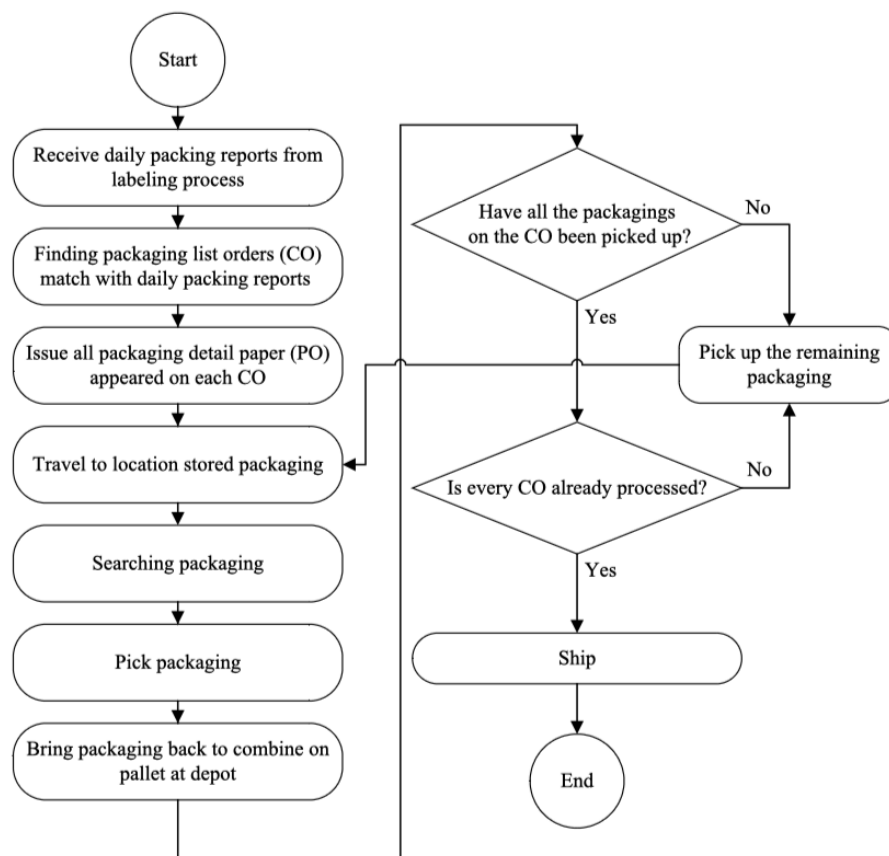 Start
Receive daily packing reports from
labeling process
Finding packaging list orders (CO)
match with daily packing reports
Issue all packaging detail paper (PO)
appeared on each CO
Travel to location stored packaging
Searching packaging
Pick packaging
Bring packaging back to combine on
pallet at depot
Have all the packagings
on the CO been picked up?
No
Yes
Pick up the remaining
packaging
Is every CO already processed?
No
Yes
Ship
End